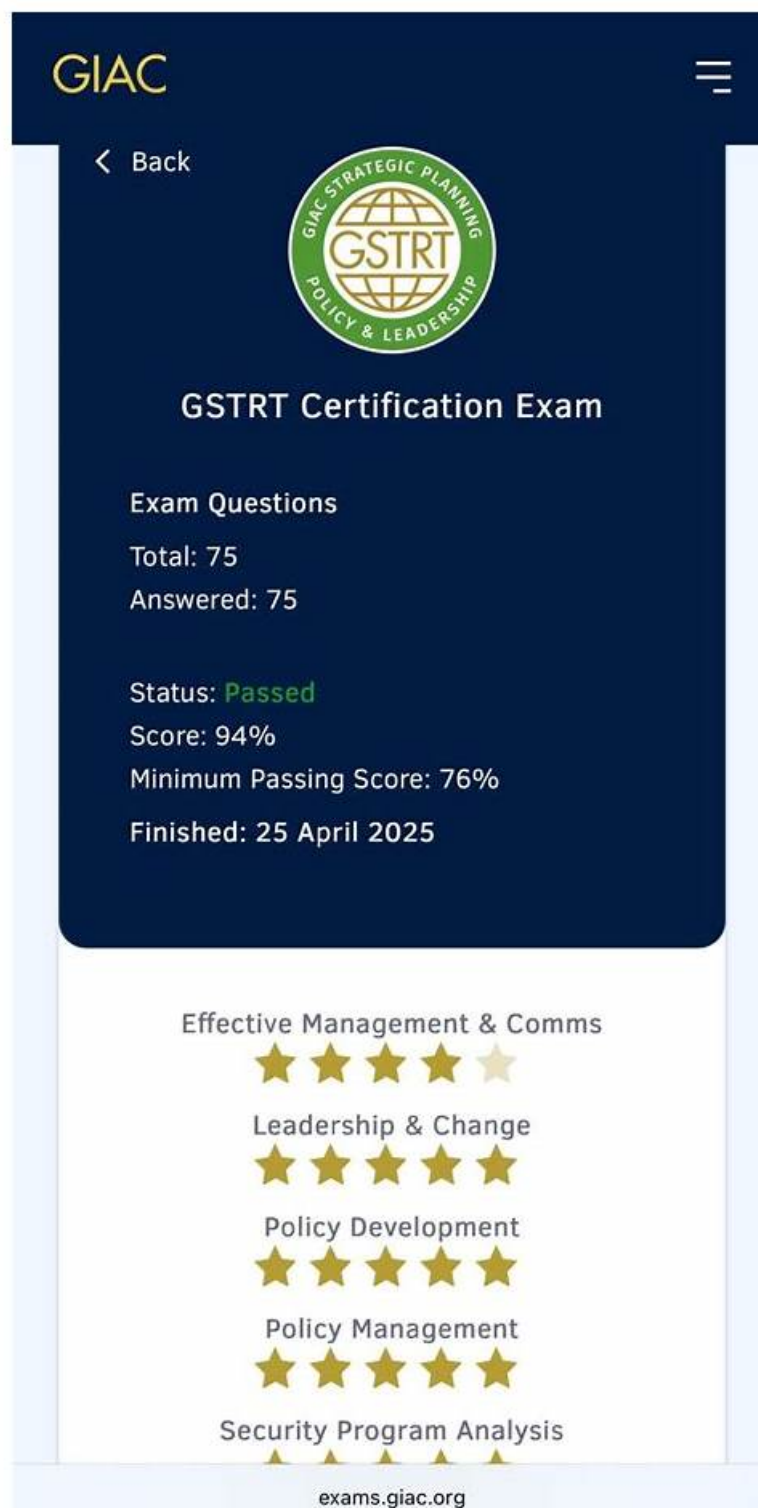 GIAC
Back
GIAC STRATEGIC PLANNING
GSTRT
POLICY & LEADERSHIP
GSTRT Certification Exam
Exam Questions
Total: 75
Answered: 75
Status: Passed
Score: 94%
Minimum Passing Score: 76%
Finished: 25 April 2025
Effective Management & Comms
Leadership & Change
Policy Development
Policy Management
Security Program Analysis
exams.giac.org